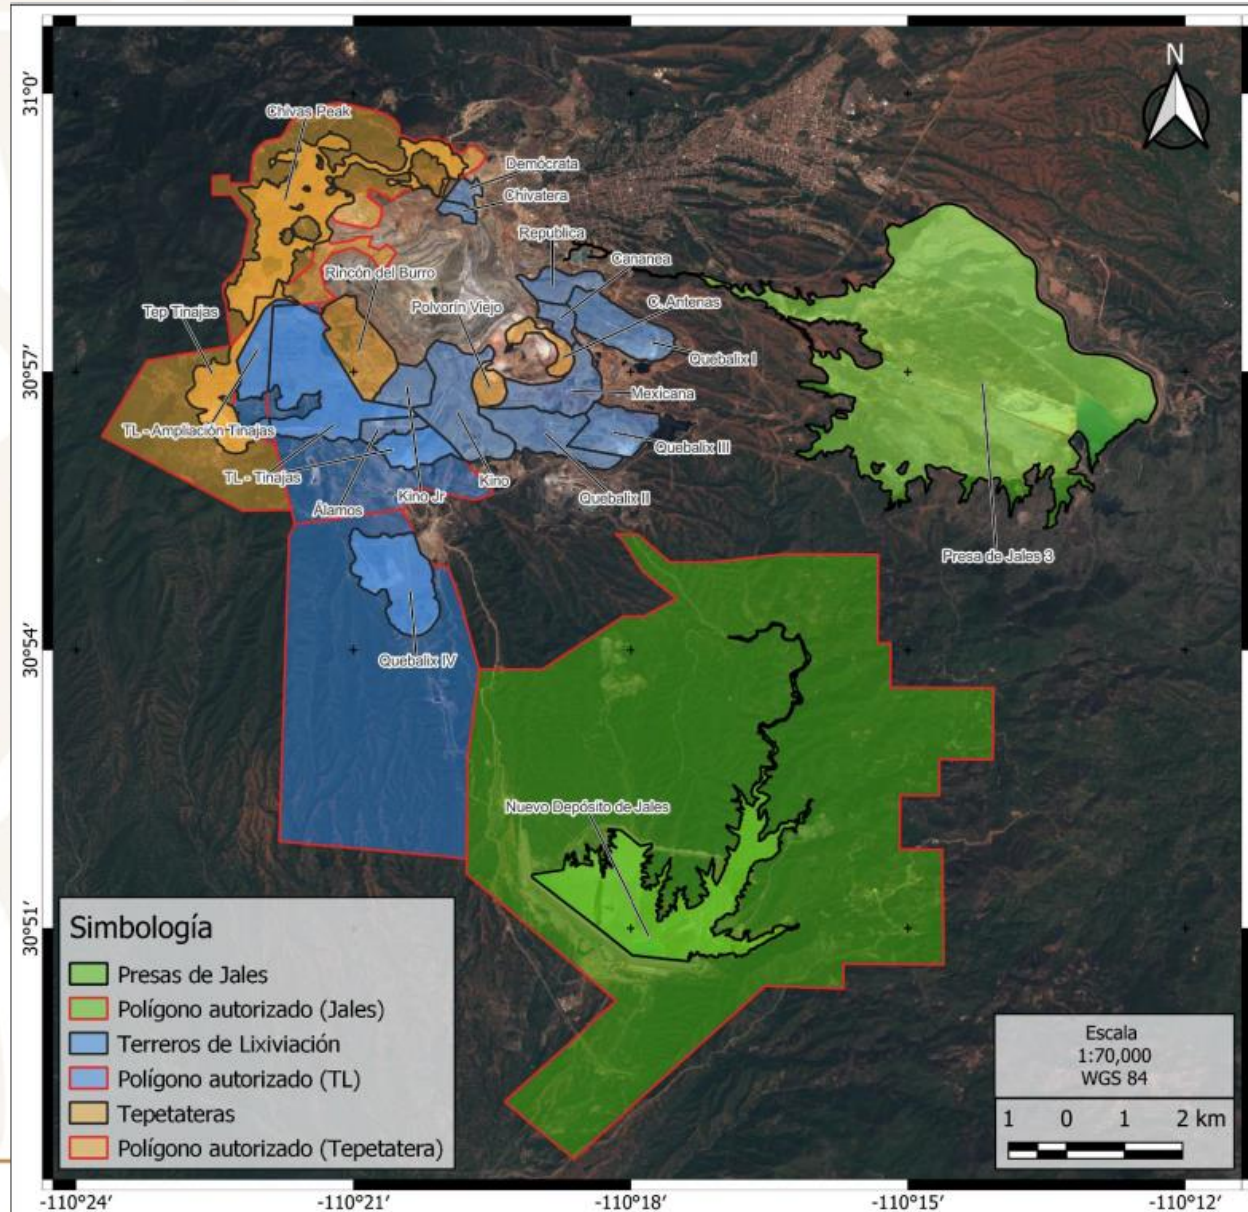 N
31°0'
30°57'
30°54'
30°51'
Chivas Peak
Demócrata
Chivatera
Republica
Cananea
Rincón del Burro
C. Antenas
Polvorín Viejo
Tep Tinajas
Quebalix I
Mexicana
TL - Ampliación Tinajas
Quebalix III
TL - Tinajas
Kino
Kino Jr
Quebalix II
Álamos
Presa de Jales 3
Quebalix IV
Nuevo Depósito de Jales
Simbología
Presas de Jales
Polígono autorizado (Jales)
Terreros de Lixiviación
Polígono autorizado (TL)
Tepetateras
Polígono autorizado (Tepetatera)
Escala
1:70,000
WGS 84
1 0 1 2 km
-110°24' -110°21' -110°18' -110°15' -110°12'